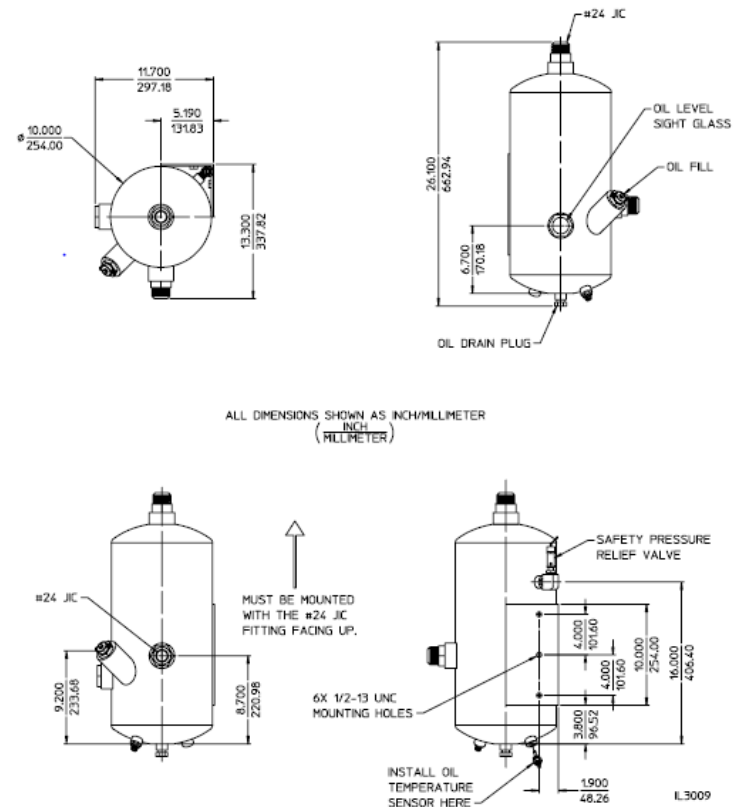 11.700
297.18
5.190
131.83
ø 10.000
254.00
13.300
337.82
#24 JIC
26.100
662.94
OIL LEVEL
SIGHT GLASS
OIL FILL
6.700
170.18
OIL DRAIN PLUG
ALL DIMENSIONS SHOWN AS INCH/MILLIMETER
( INCH
MILLIMETER )
#24 JIC
MUST BE MOUNTED
WITH THE #24 JIC
FITTING FACING UP.
9.200
233.68
8.700
220.98
SAFETY PRESSURE
RELIEF VALVE
4.000
101.60
4.000
101.60
10.000
254.00
16.000
406.40
3.800
96.52
6X 1/2-13 UNC
MOUNTING HOLES
INSTALL OIL
TEMPERATURE
SENSOR HERE
1.900
48.26
IL3009